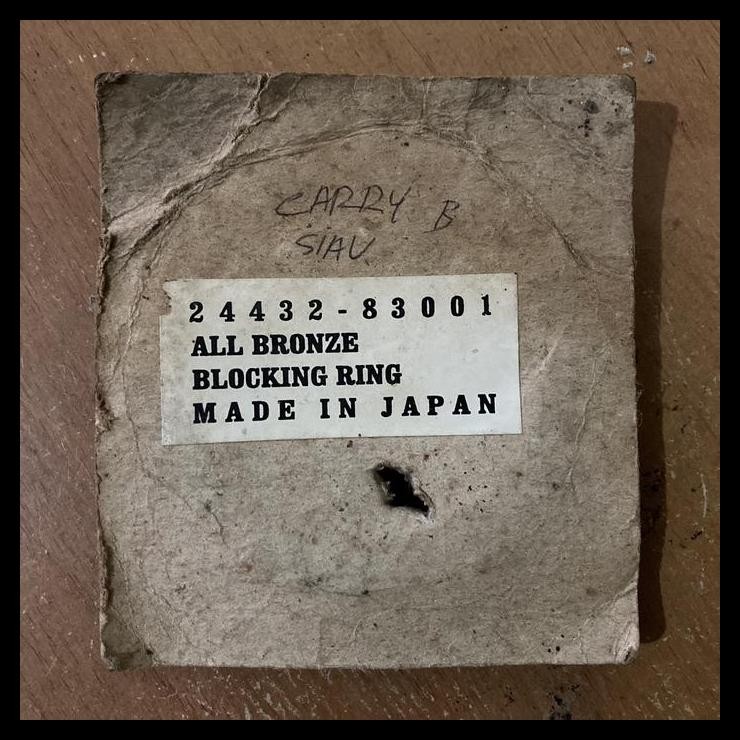 CARRY B
SIAU
24432-83001
ALL BRONZE
BLOCKING RING
MADE IN JAPAN